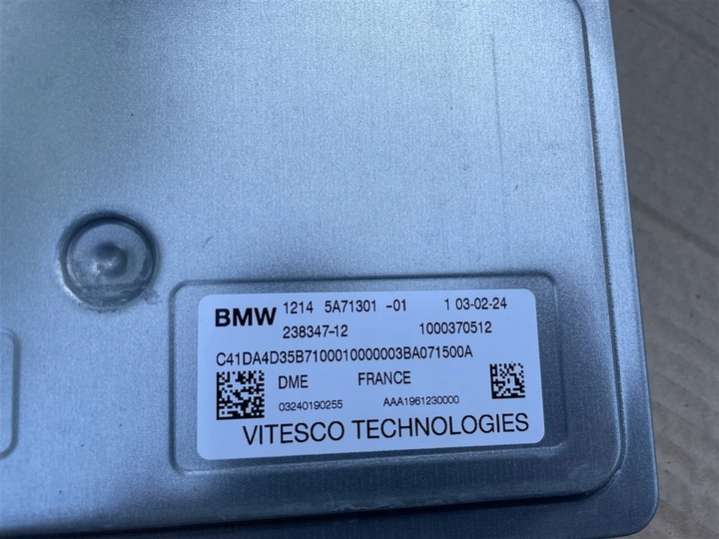 BMW 1214 5A71301 -01 1 03-02-24
238347-12 1000370512
C41DA4D35B7100010000003BA071500A
DME FRANCE
03240190255 AAA1961230000
VITESCO TECHNOLOGIES